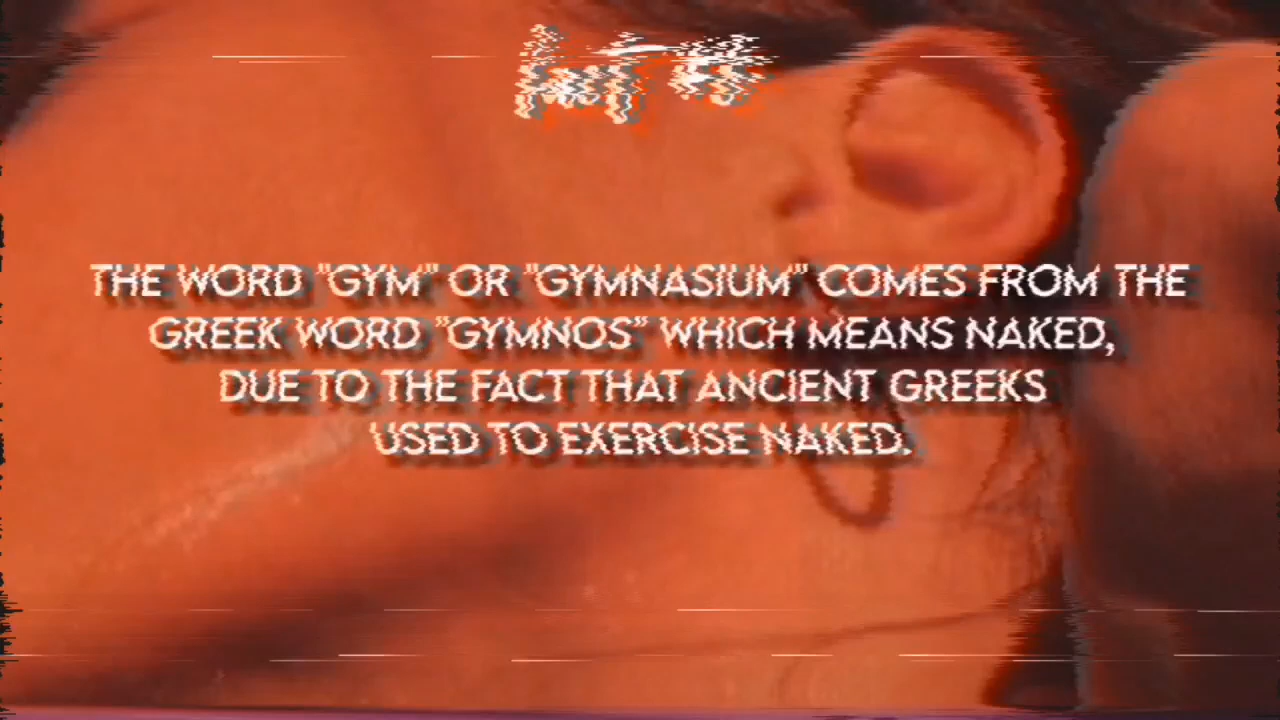 THE WORD "GYM" OR "GYMNASIUM" COMES FROM THE
GREEK WORD "GYMNOS" WHICH MEANS NAKED,
DUE TO THE FACT THAT ANCIENT GREEKS
USED TO EXERCISE NAKED.